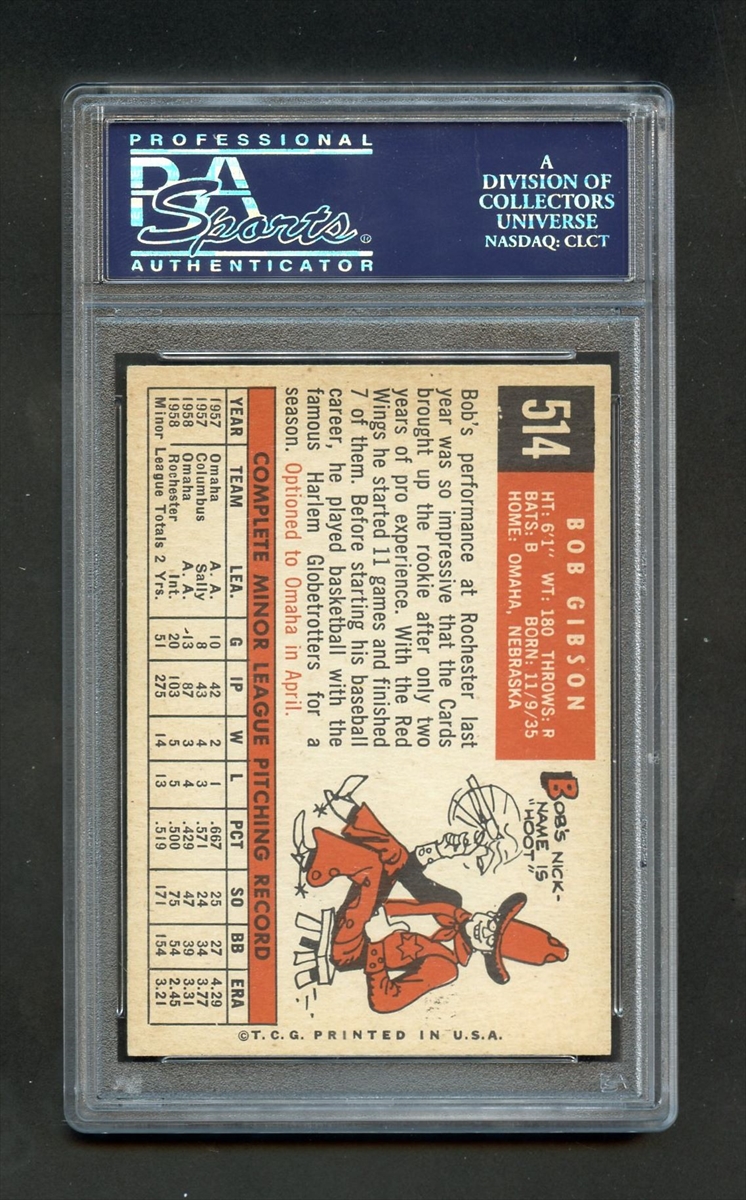 PROFESSIONAL
PSA
Sports®
AUTHENTICATOR
A
DIVISION OF
COLLECTORS
UNIVERSE
NASDAQ: CLCT
514
BOB GIBSON
HT: 6'1" WT: 180 THROWS: R
BATS: B BORN: 11/9/35
HOME: OMAHA, NEBRASKA
Bob's performance at Rochester last
year was so impressive that the Cards
brought up the rookie after only two
years of pro experience. With the Red
Wings he started 11 games and finished
7 of them. Before starting his baseball
career, he played basketball with the
famous Harlem Globetrotters for a
season. Optioned to Omaha in April.
BOB'S NICK-
NAME IS
"HOOT"
COMPLETE MINOR LEAGUE PITCHING RECORD
YEAR TEAM LEA. G IP W L PCT SO BB ERA
1957 Omaha A. A. 10 42 2 1 .667 25 27 4.29
1957 Columbus Sally 8 43 4 3 .571 24 34 3.77
1958 Omaha A. A. 13 87 3 4 .429 47 39 3.31
1958 Rochester Int. 20 103 5 5 .500 75 54 2.45
Minor League Totals 2 Yrs. 51 275 14 13 .519 171 154 3.21
©T.C.G. PRINTED IN U.S.A.